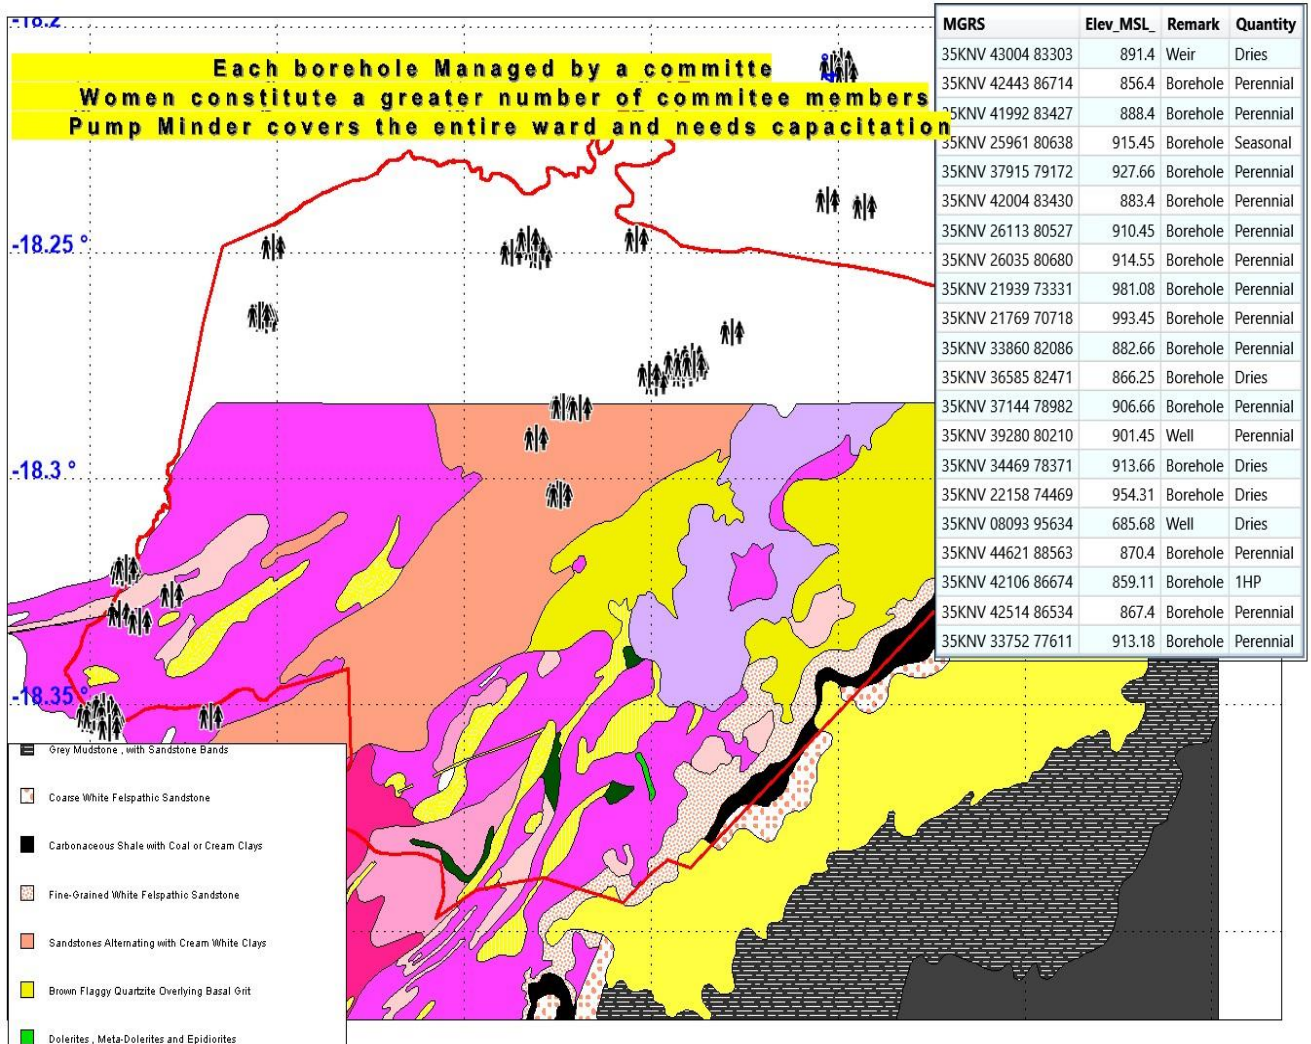 -18.2
Each borehole Managed by a committe
Women constitute a greater number of commitee members
Pump Minder covers the entire ward and needs capacitation
-18.25 °
-18.3 °
-18.35 °
MGRS Elev_MSL_ Remark Quantity
35KNV 43004 83303 891.4 Weir Dries
35KNV 42443 86714 856.4 Borehole Perennial
35KNV 41992 83427 888.4 Borehole Perennial
35KNV 25961 80638 915.45 Borehole Seasonal
35KNV 37915 79172 927.66 Borehole Perennial
35KNV 42004 83430 883.4 Borehole Perennial
35KNV 26113 80527 910.45 Borehole Perennial
35KNV 26035 80680 914.55 Borehole Perennial
35KNV 21939 73331 981.08 Borehole Perennial
35KNV 21769 70718 993.45 Borehole Perennial
35KNV 33860 82086 882.66 Borehole Perennial
35KNV 36585 82471 866.25 Borehole Dries
35KNV 37144 78982 906.66 Borehole Perennial
35KNV 39280 80210 901.45 Well Perennial
35KNV 34469 78371 913.66 Borehole Dries
35KNV 22158 74469 954.31 Borehole Dries
35KNV 08093 95634 685.68 Well Dries
35KNV 44621 88563 870.4 Borehole Perennial
35KNV 42106 86674 859.11 Borehole 1HP
35KNV 42514 86534 867.4 Borehole Perennial
35KNV 33752 77611 913.18 Borehole Perennial
Grey Mudstone , with Sandstone Bands
Coarse White Felspathic Sandstone
Carbonaceous Shale with Coal or Cream Clays
Fine-Grained White Felspathic Sandstone
Sandstones Alternating with Cream White Clays
Brown Flaggy Quartzite Overlying Basal Grit
Dolerites , Meta-Dolerites and Epidiorites